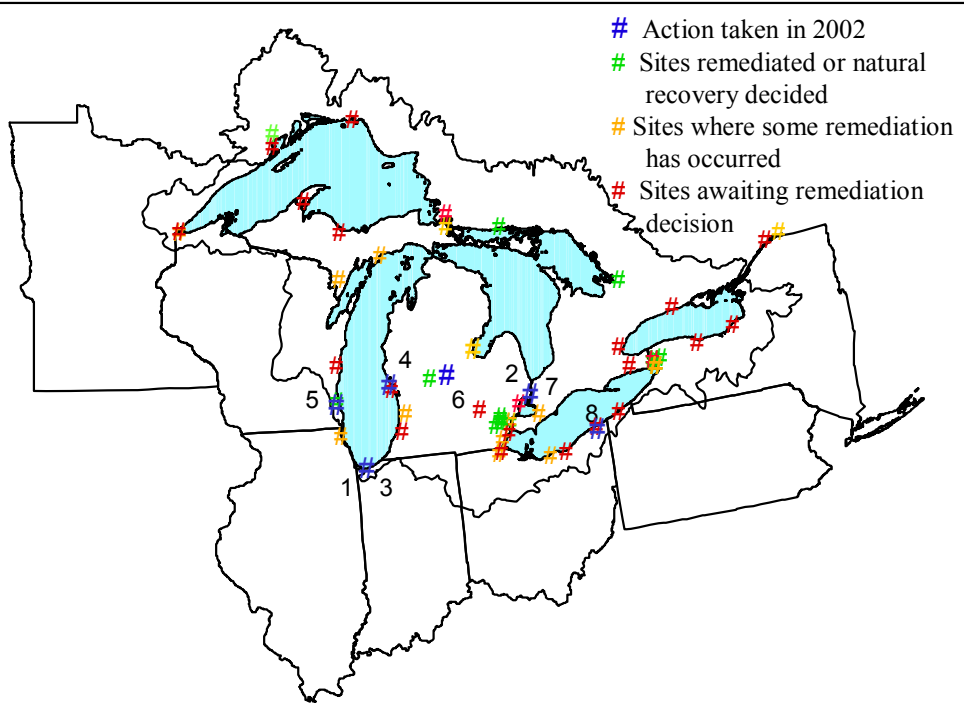 # Action taken in 2002
# Sites remediated or natural
recovery decided
# Sites where some remediation
has occurred
# Sites awaiting remediation
decision
4
2
7
5
6
8
1
3